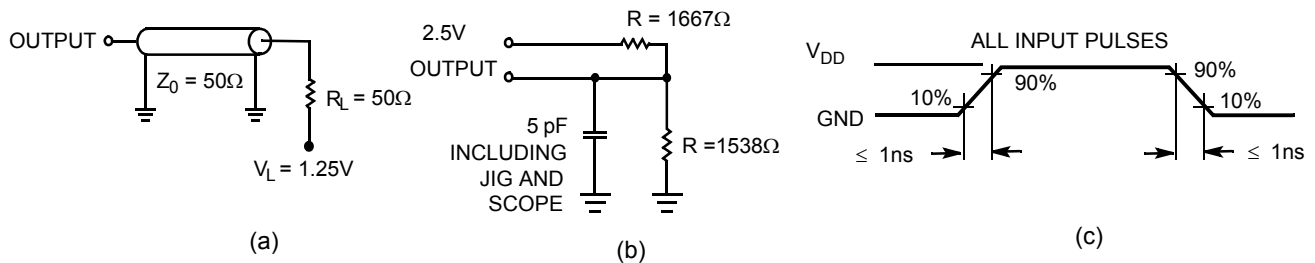 OUTPUT
Z0 = 50Ω
RL = 50Ω
VL = 1.25V
(a)
R = 1667Ω
2.5V
OUTPUT
5 pF
INCLUDING
JIG AND
SCOPE
R =1538Ω
(b)
ALL INPUT PULSES
VDD
GND
10%
90%
90%
10%
≤ 1ns
≤ 1ns
(c)